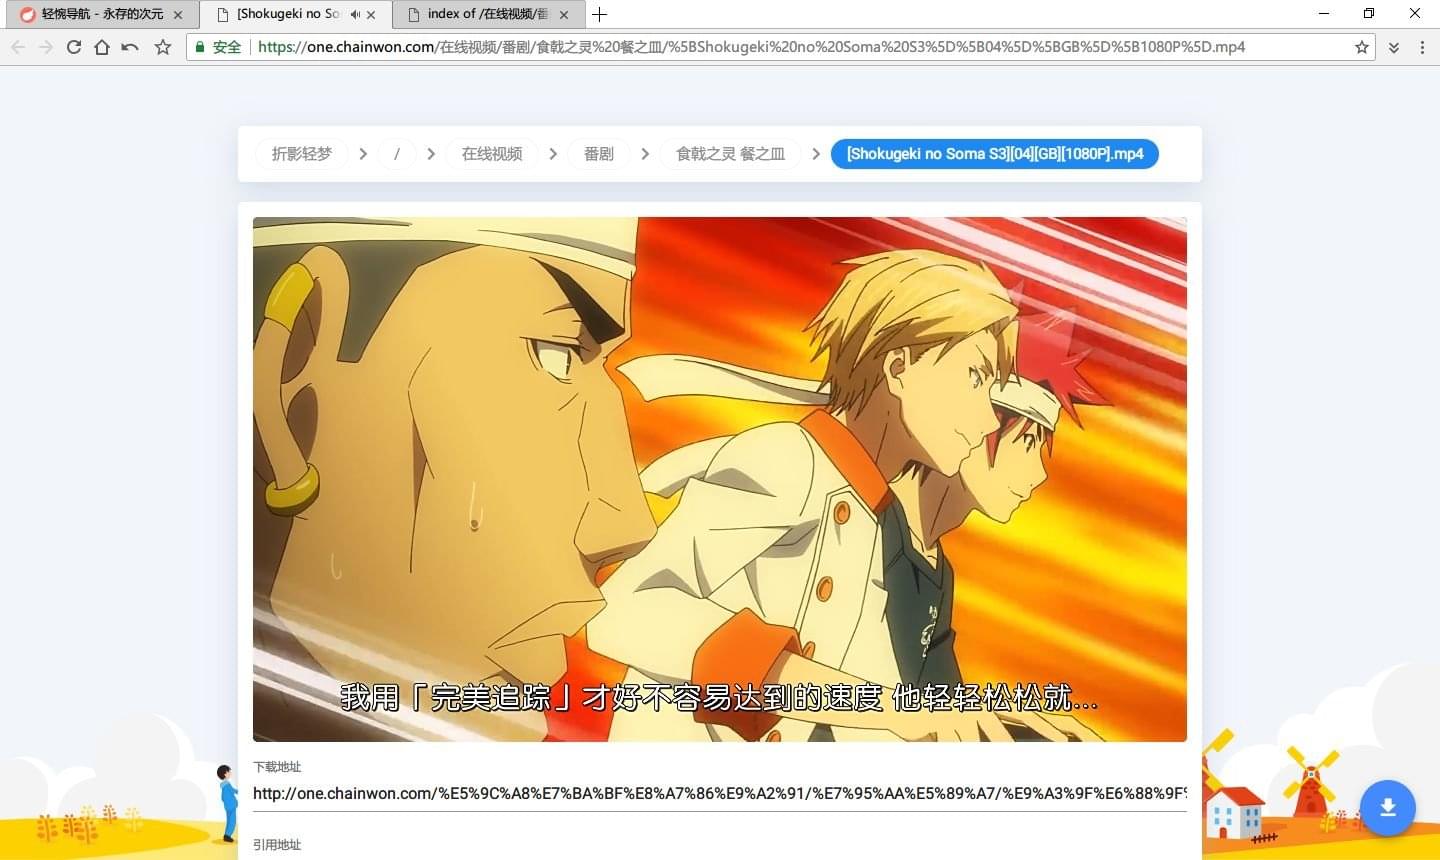 轻惋导航 - 永存的次元
[Shokugeki no So
index of /在线视频/番
安全
https://one.chainwon.com/在线视频/番剧/食戟之灵%20餐之皿/%5BShokugeki%20no%20Soma%20S3%5D%5B04%5D%5BGB%5D%5B1080P%5D.mp4
折影轻梦 / 在线视频 番剧 食戟之灵 餐之皿 [Shokugeki no Soma S3][04][GB][1080P].mp4
我用「完美追踪」才好不容易达到的速度 他轻轻松松就...
下载地址
http://one.chainwon.com/%E5%9C%A8%E7%BA%BF%E8%A7%86%E9%A2%91/%E7%95%AA%E5%89%A7/%E9%A3%9F%E6%88%9F%
引用地址